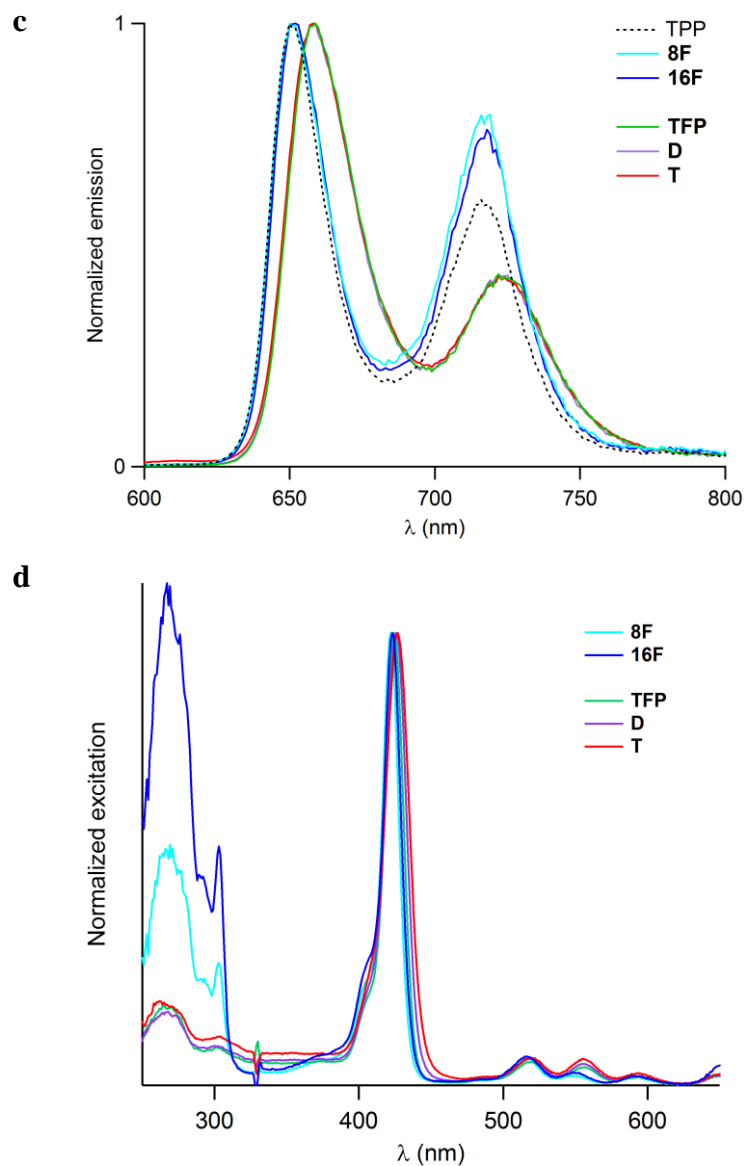 c
1
0
Normalized emission
600
650
700
750
800
λ (nm)
TPP
8F
16F
TFP
D
T
d
Normalized excitation
300
400
500
600
λ (nm)
8F
16F
TFP
D
T